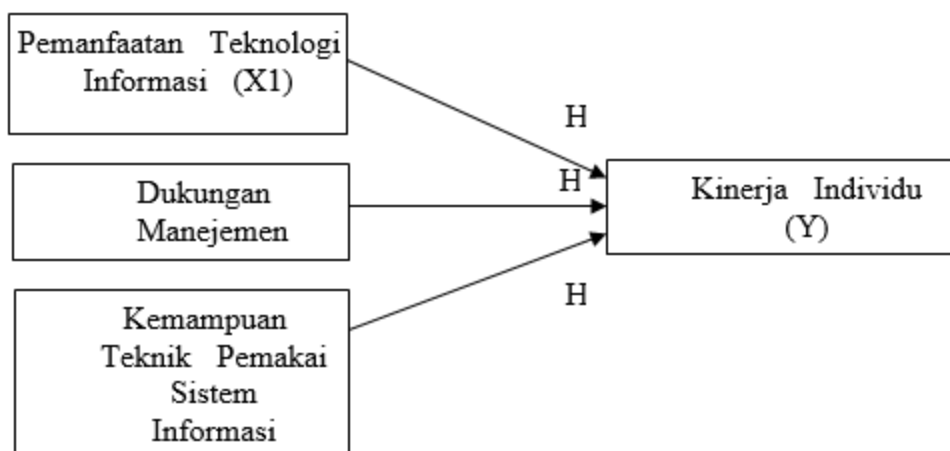 Pemanfaatan Teknologi
Informasi (X1)
H
Dukungan
Manejemen
H
Kinerja Individu
(Y)
H
Kemampuan
Teknik Pemakai
Sistem
Informasi